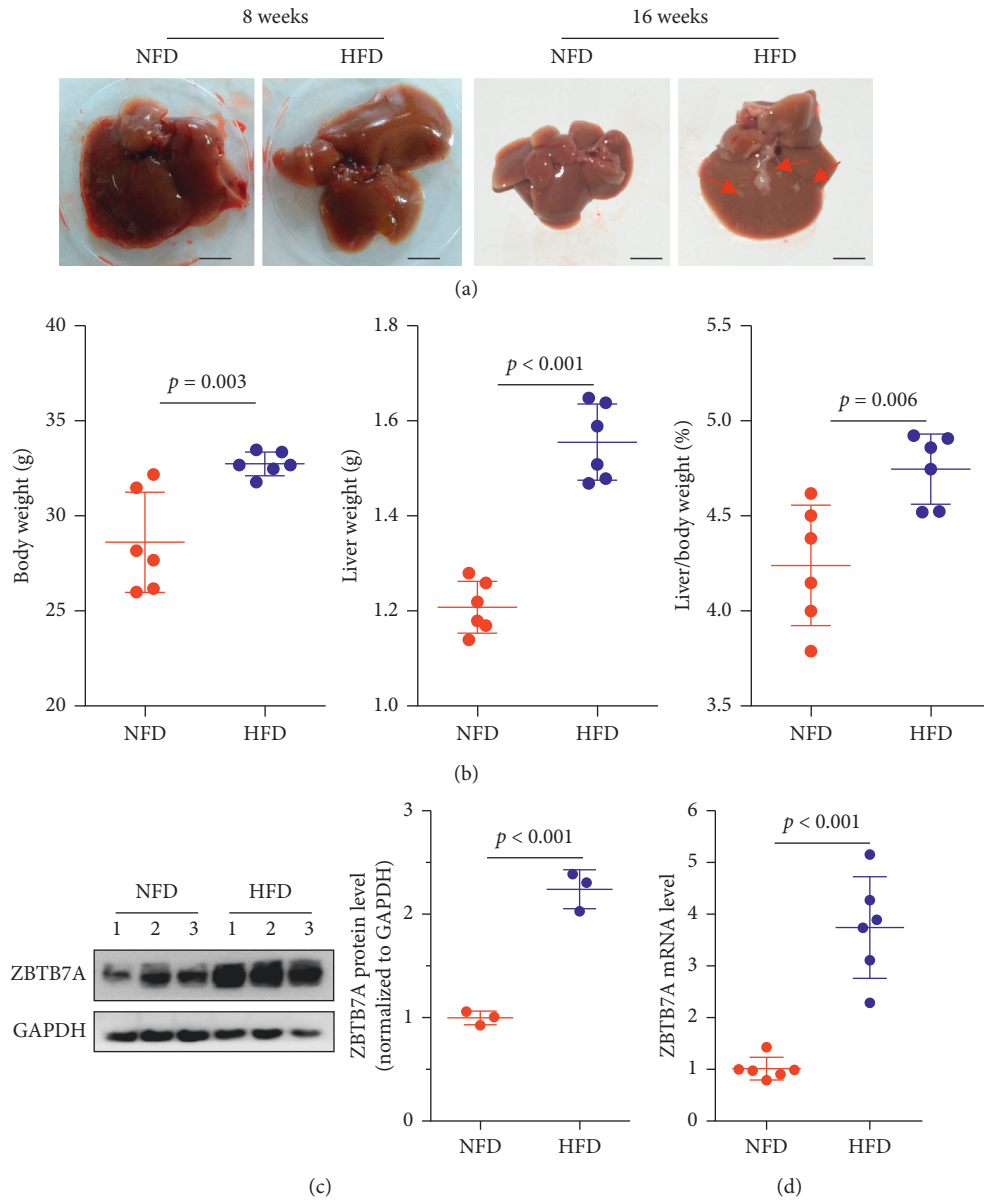 8 weeks
16 weeks
NFD
HFD
NFD
HFD
(a)
Body weight (g)
40
35
30
25
20
p = 0.003
NFD
HFD
Liver weight (g)
1.8
1.6
1.4
1.2
1.0
p < 0.001
NFD
HFD
Liver/body weight (%)
5.5
5.0
4.5
4.0
3.5
p = 0.006
NFD
HFD
(b)
NFD
HFD
1 2 3 1 2 3
ZBTB7A
GAPDH
ZBTB7A protein level
(normalized to GAPDH)
3
2
1
0
p < 0.001
NFD
HFD
(c)
ZBTB7A mRNA level
6
5
4
3
2
1
0
p < 0.001
NFD
HFD
(d)